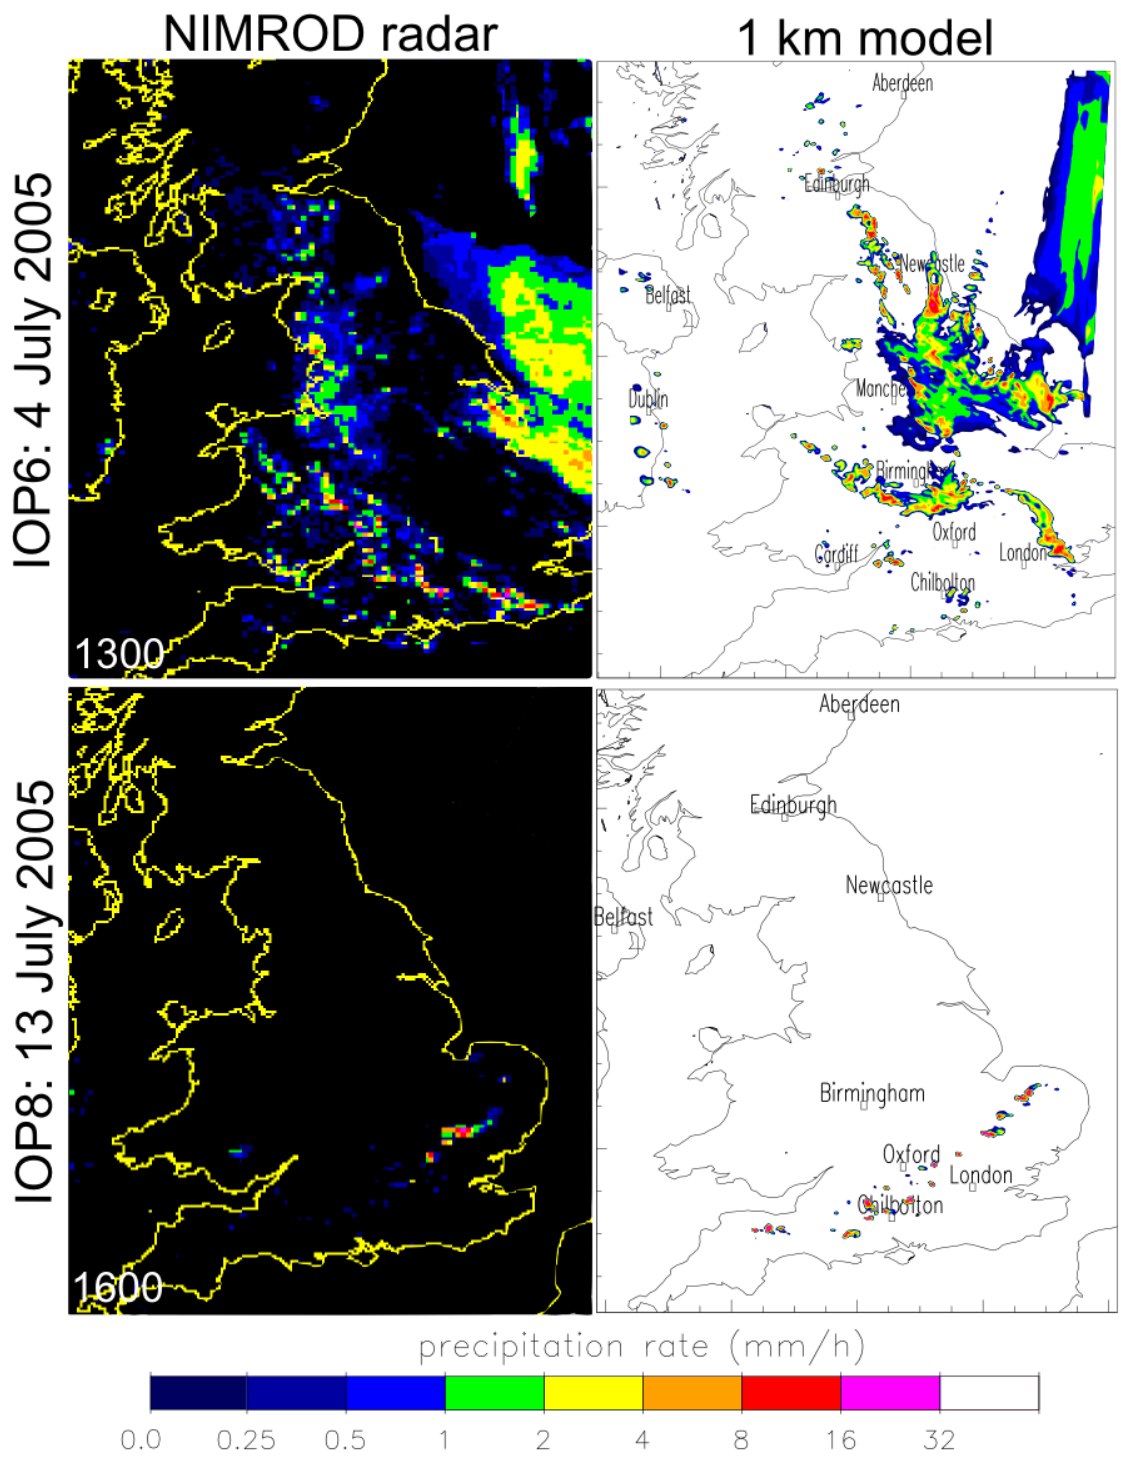 NIMROD radar
1 km model
IOP6: 4 July 2005
1300
Aberdeen
Edinburgh
Newcastle
Belfast
Dublin
Manche
Birmingh
Oxford
Cardiff
London
Chilbolton
IOP8: 13 July 2005
1600
Aberdeen
Edinburgh
Newcastle
Belfast
Birmingham
Oxford
London
Chilbolton
precipitation rate (mm/h)
0.0 0.25 0.5 1 2 4 8 16 32